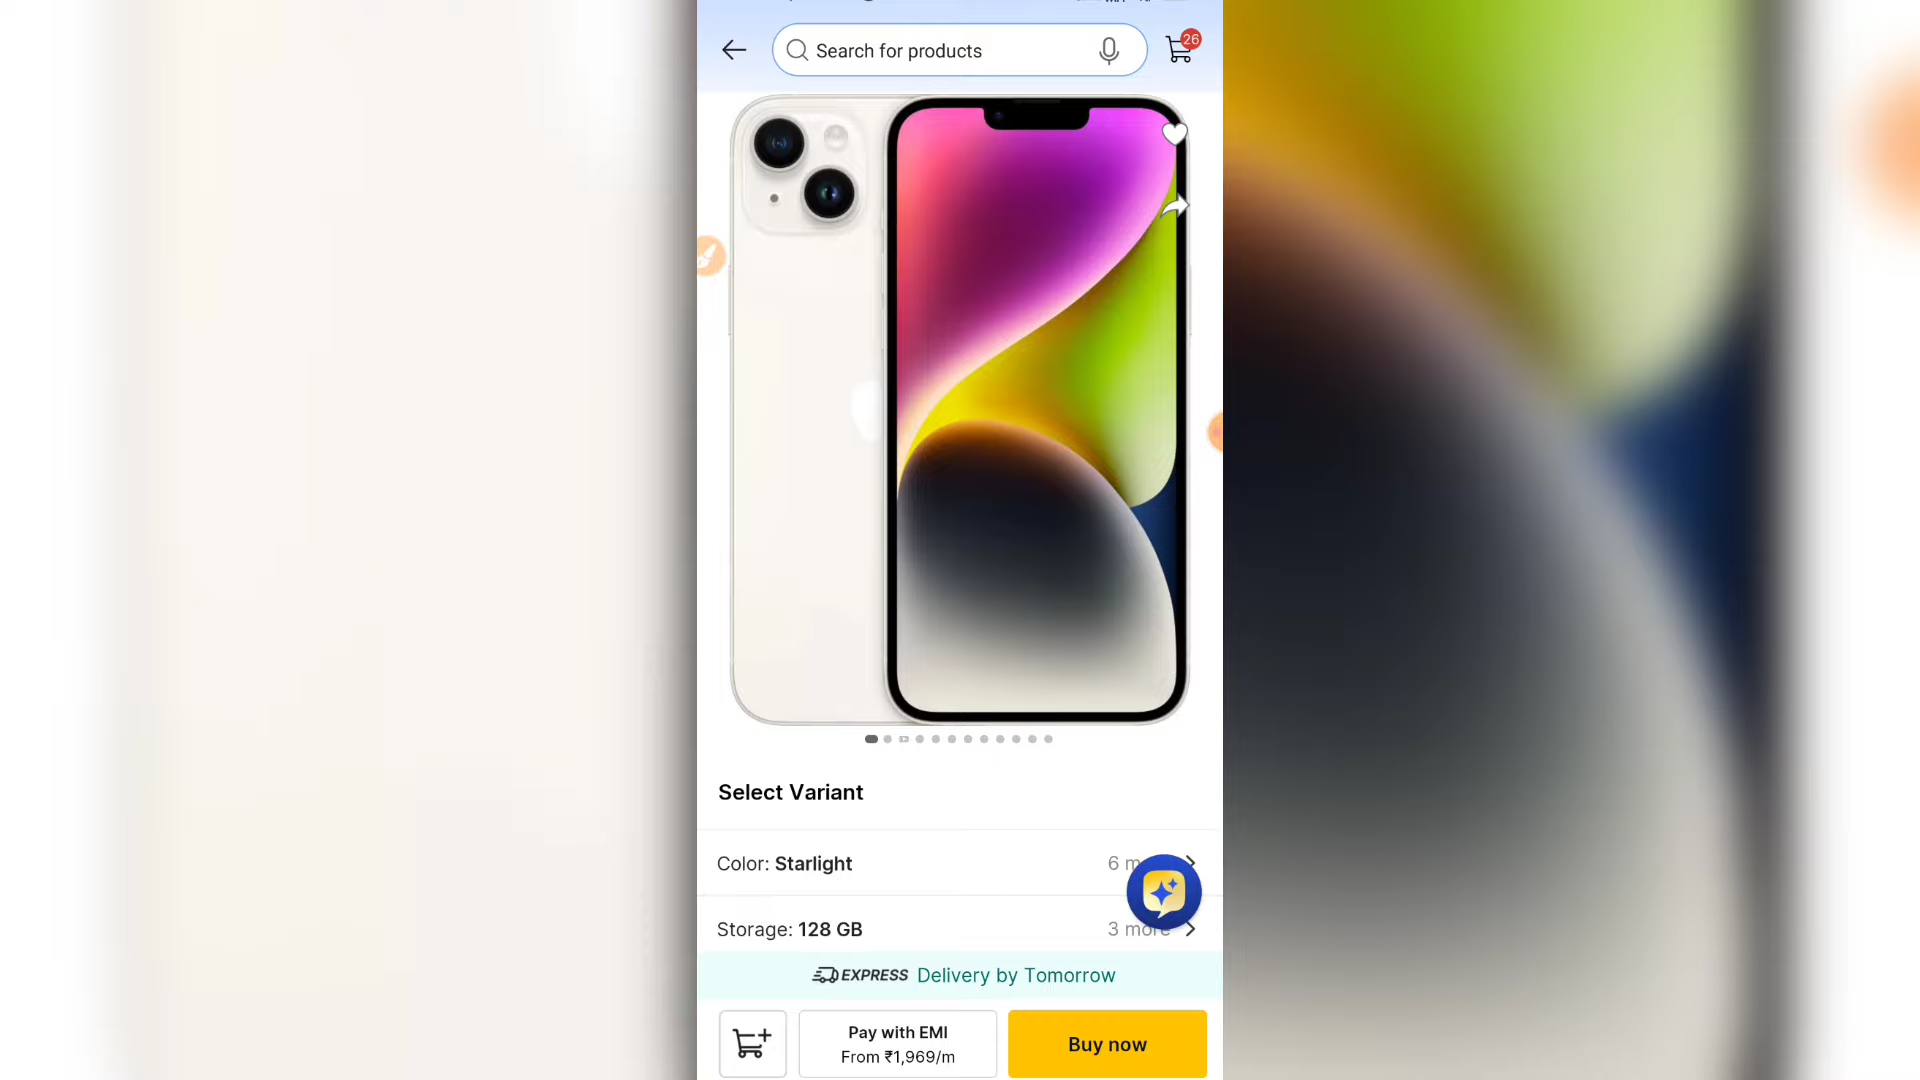 Search for products
26
Select Variant
Color: Starlight
6 m
Storage: 128 GB
3 more
EXPRESS Delivery by Tomorrow
Pay with EMI
From ₹1,969/m
Buy now